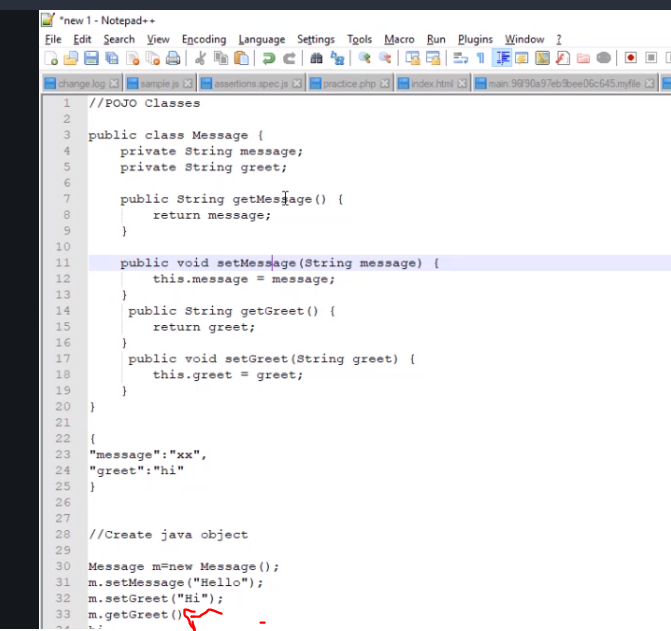 *new 1 - Notepad++
File Edit Search View Encoding Language Settings Tools Macro Run Plugins Window ?
change.log sample.js assertions.spec.js practice.php index.html
1 //POJO Classes
2
3 public class Message {
4 private String message;
5 private String greet;
6
7 public String getMessage() {
8 return message;
9 }
10
11 public void setMessage(String message) {
12 this.message = message;
13 }
14 public String getGreet() {
15 return greet;
16 }
17 public void setGreet(String greet) {
18 this.greet = greet;
19 }
20 }
21
22 {
23 "message":"xx",
24 "greet":"hi"
25 }
26
27
28 //Create java object
29
30 Message m=new Message();
31 m.setMessage("Hello");
32 m.setGreet("Hi");
33 m.getGreet()